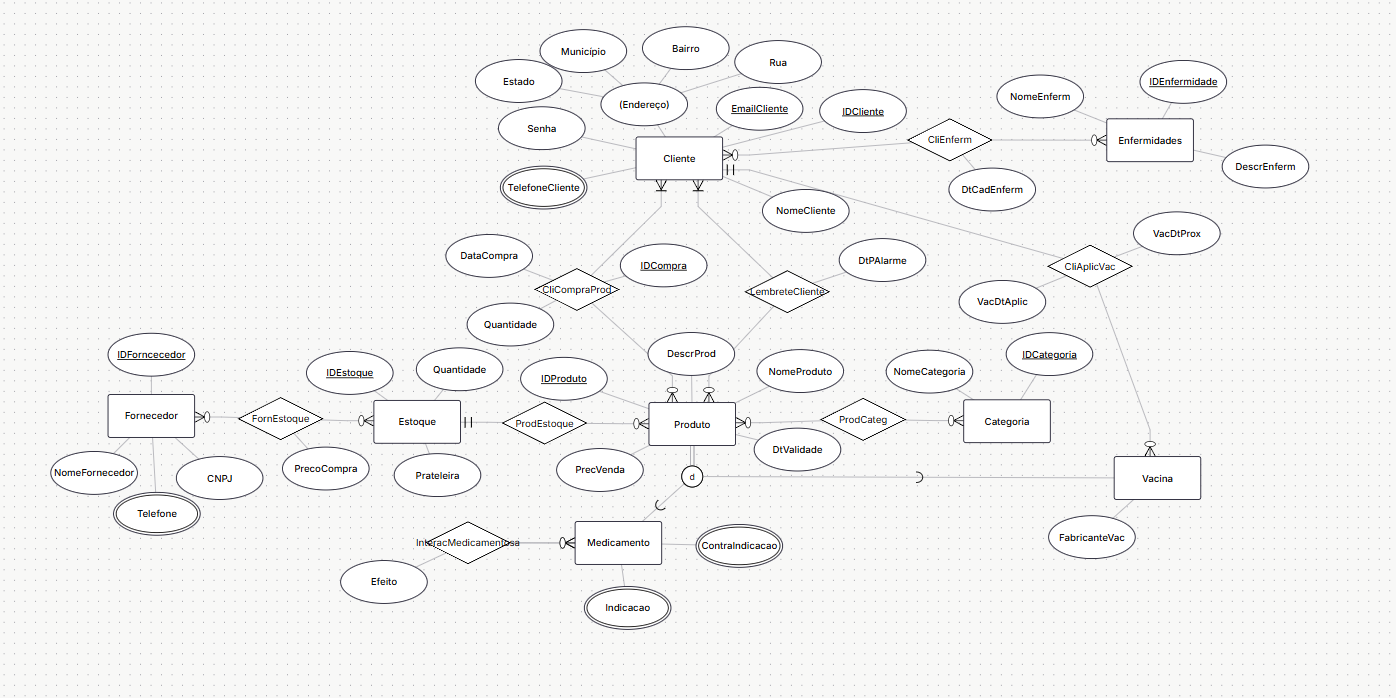 Município
Bairro
Rua
Estado
(Endereço)
EmailCliente
IDCliente
Senha
Cliente
TelefoneCliente
NomeCliente
CliEnferm
NomeEnferm
IDEnfermidade
Enfermidades
DescrEnferm
DtCadEnferm
VacDtProx
CliAplicVac
VacDtAplic
DataCompra
IDCompra
CliCompraProd
Quantidade
DtPAlarme
LembreteCliente
IDForncecedor
Fornecedor
NomeFornecedor
CNPJ
Telefone
FornEstoque
PrecoCompra
IDEstoque
Quantidade
Estoque
Prateleira
IDProduto
ProdEstoque
DescrProd
NomeProduto
Produto
PrecVenda
DtValidade
ProdCateg
NomeCategoria
IDCategoria
Categoria
d
Vacina
FabricanteVac
InteracMedicamentosa
Efeito
Medicamento
ContraIndicacao
Indicacao